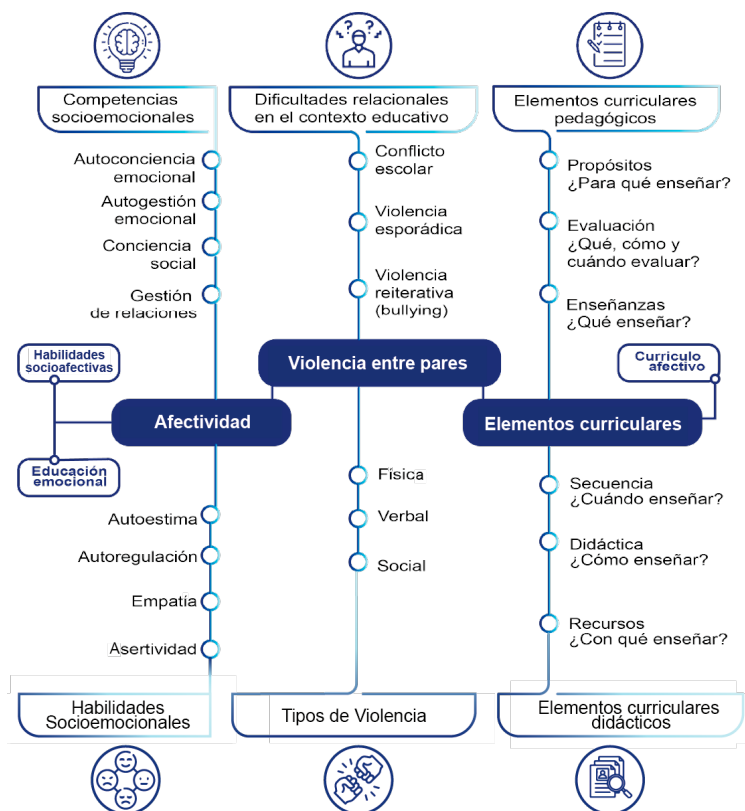 Competencias
socioemocionales
Dificultades relacionales
en el contexto educativo
Elementos curriculares
pedagógicos
Autoconciencia
emocional
Autogestión
emocional
Conciencia
social
Gestión
de relaciones
Conflicto
escolar
Violencia
esporádica
Violencia
reiterativa
(bullying)
Propósitos
¿Para qué enseñar?
Evaluación
¿Qué, cómo y
cuándo evaluar?
Enseñanzas
¿Qué enseñar?
Habilidades
socioafectivas
Violencia entre pares
Curriculo
afectivo
Afectividad
Elementos curriculares
Educación
emocional
Autoestima
Autoregulación
Empatía
Asertividad
Física
Verbal
Social
Secuencia
¿Cuándo enseñar?
Didáctica
¿Cómo enseñar?
Recursos
¿Con qué enseñar?
Habilidades
Socioemocionales
Tipos de Violencia
Elementos curriculares
didácticos